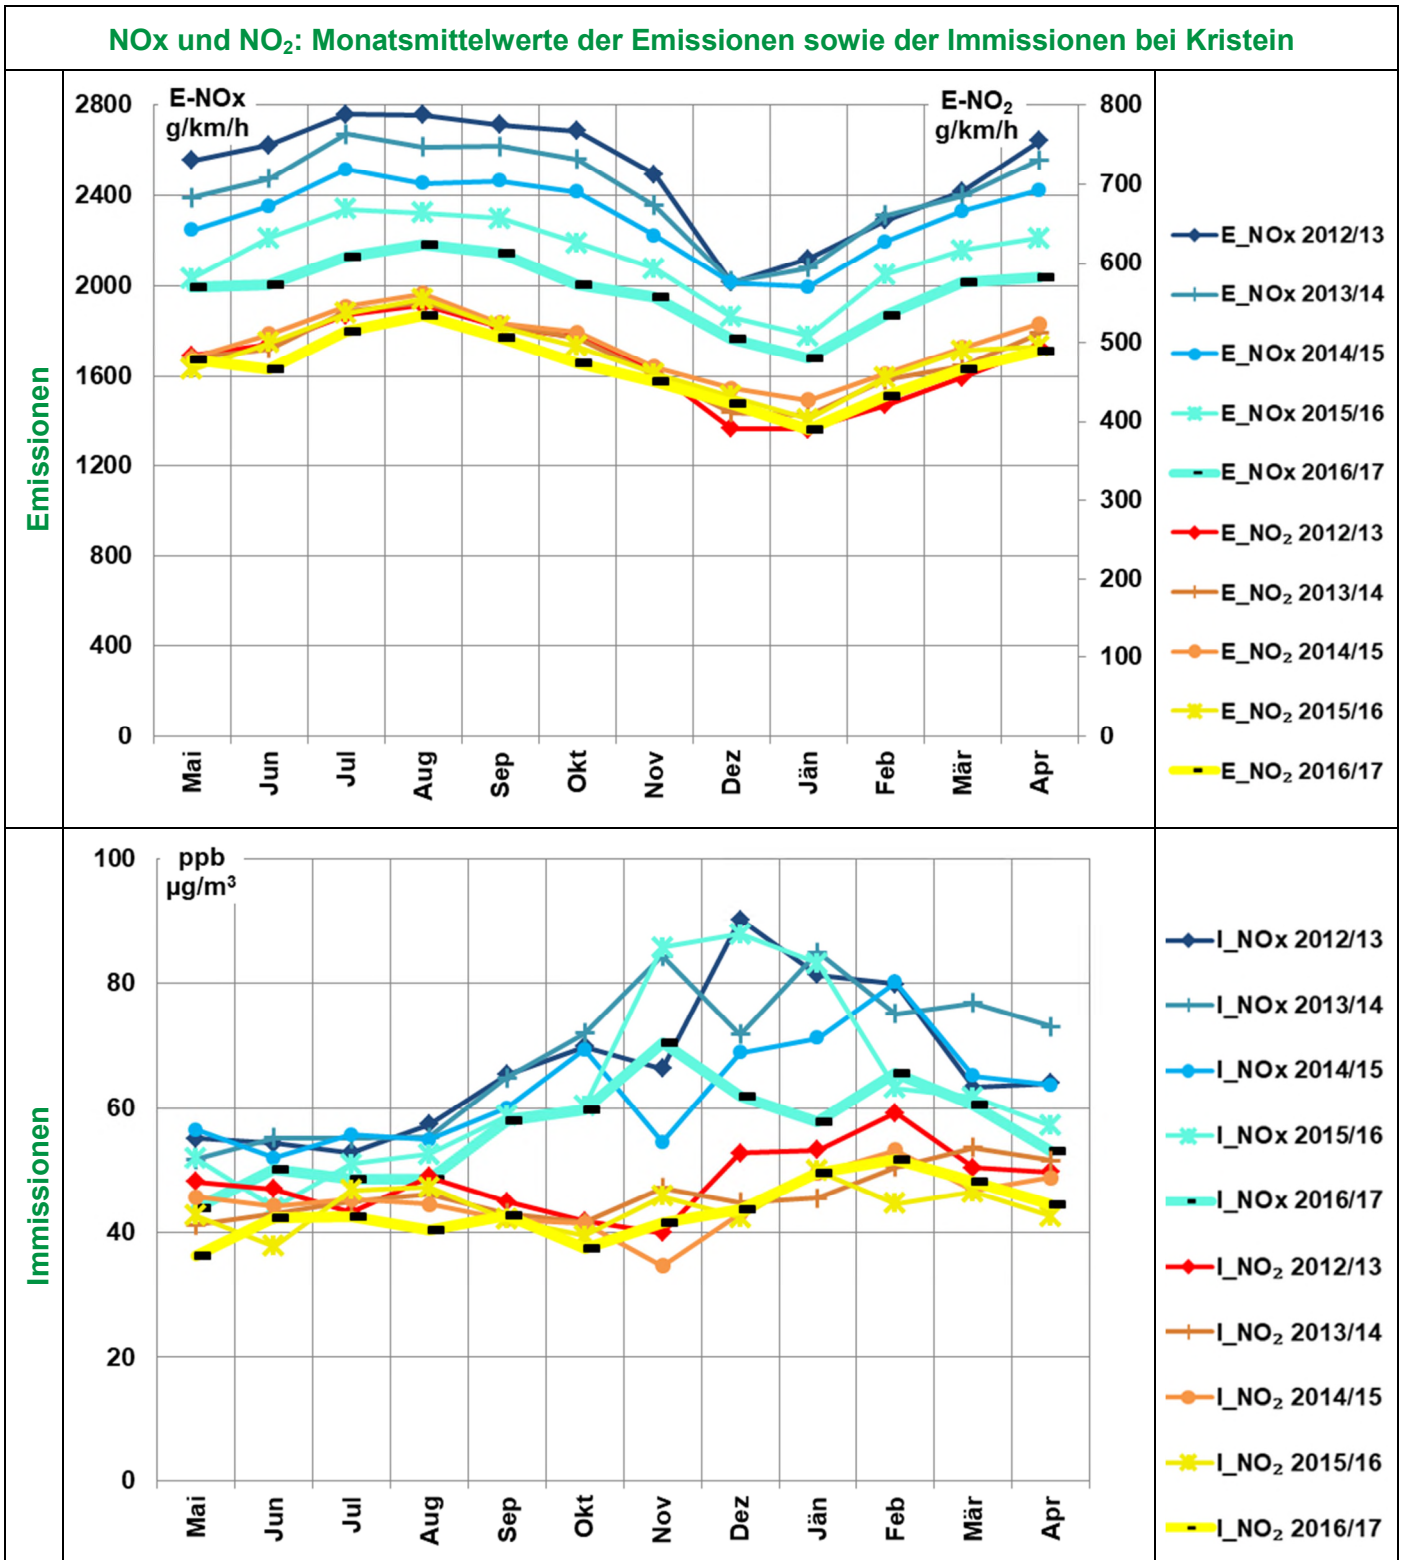 NOx und NO₂: Monatsmittelwerte der Emissionen sowie der Immissionen bei Kristein
Emissionen
E-NOx
g/km/h
E-NO₂
g/km/h
2800
2400
2000
1600
1200
800
400
0
800
700
600
500
400
300
200
100
0
Mai
Jun
Jul
Aug
Sep
Okt
Nov
Dez
Jän
Feb
Mär
Apr
E_NOx 2012/13
E_NOx 2013/14
E_NOx 2014/15
E_NOx 2015/16
E_NOx 2016/17
E_NO₂ 2012/13
E_NO₂ 2013/14
E_NO₂ 2014/15
E_NO₂ 2015/16
E_NO₂ 2016/17
Immissionen
ppb
µg/m³
100
80
60
40
20
0
Mai
Jun
Jul
Aug
Sep
Okt
Nov
Dez
Jän
Feb
Mär
Apr
I_NOx 2012/13
I_NOx 2013/14
I_NOx 2014/15
I_NOx 2015/16
I_NOx 2016/17
I_NO₂ 2012/13
I_NO₂ 2013/14
I_NO₂ 2014/15
I_NO₂ 2015/16
I_NO₂ 2016/17